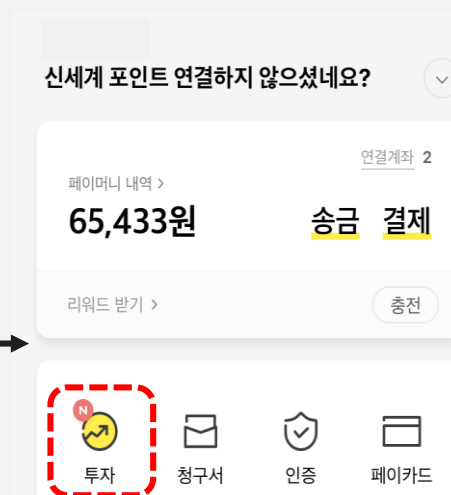 신세계 포인트 연결하지 않으셨네요?
연결계좌 2
페이머니 내역 >
65,433원 송금 결제
리워드 받기 > 충전
N
투자 청구서 인증 페이카드